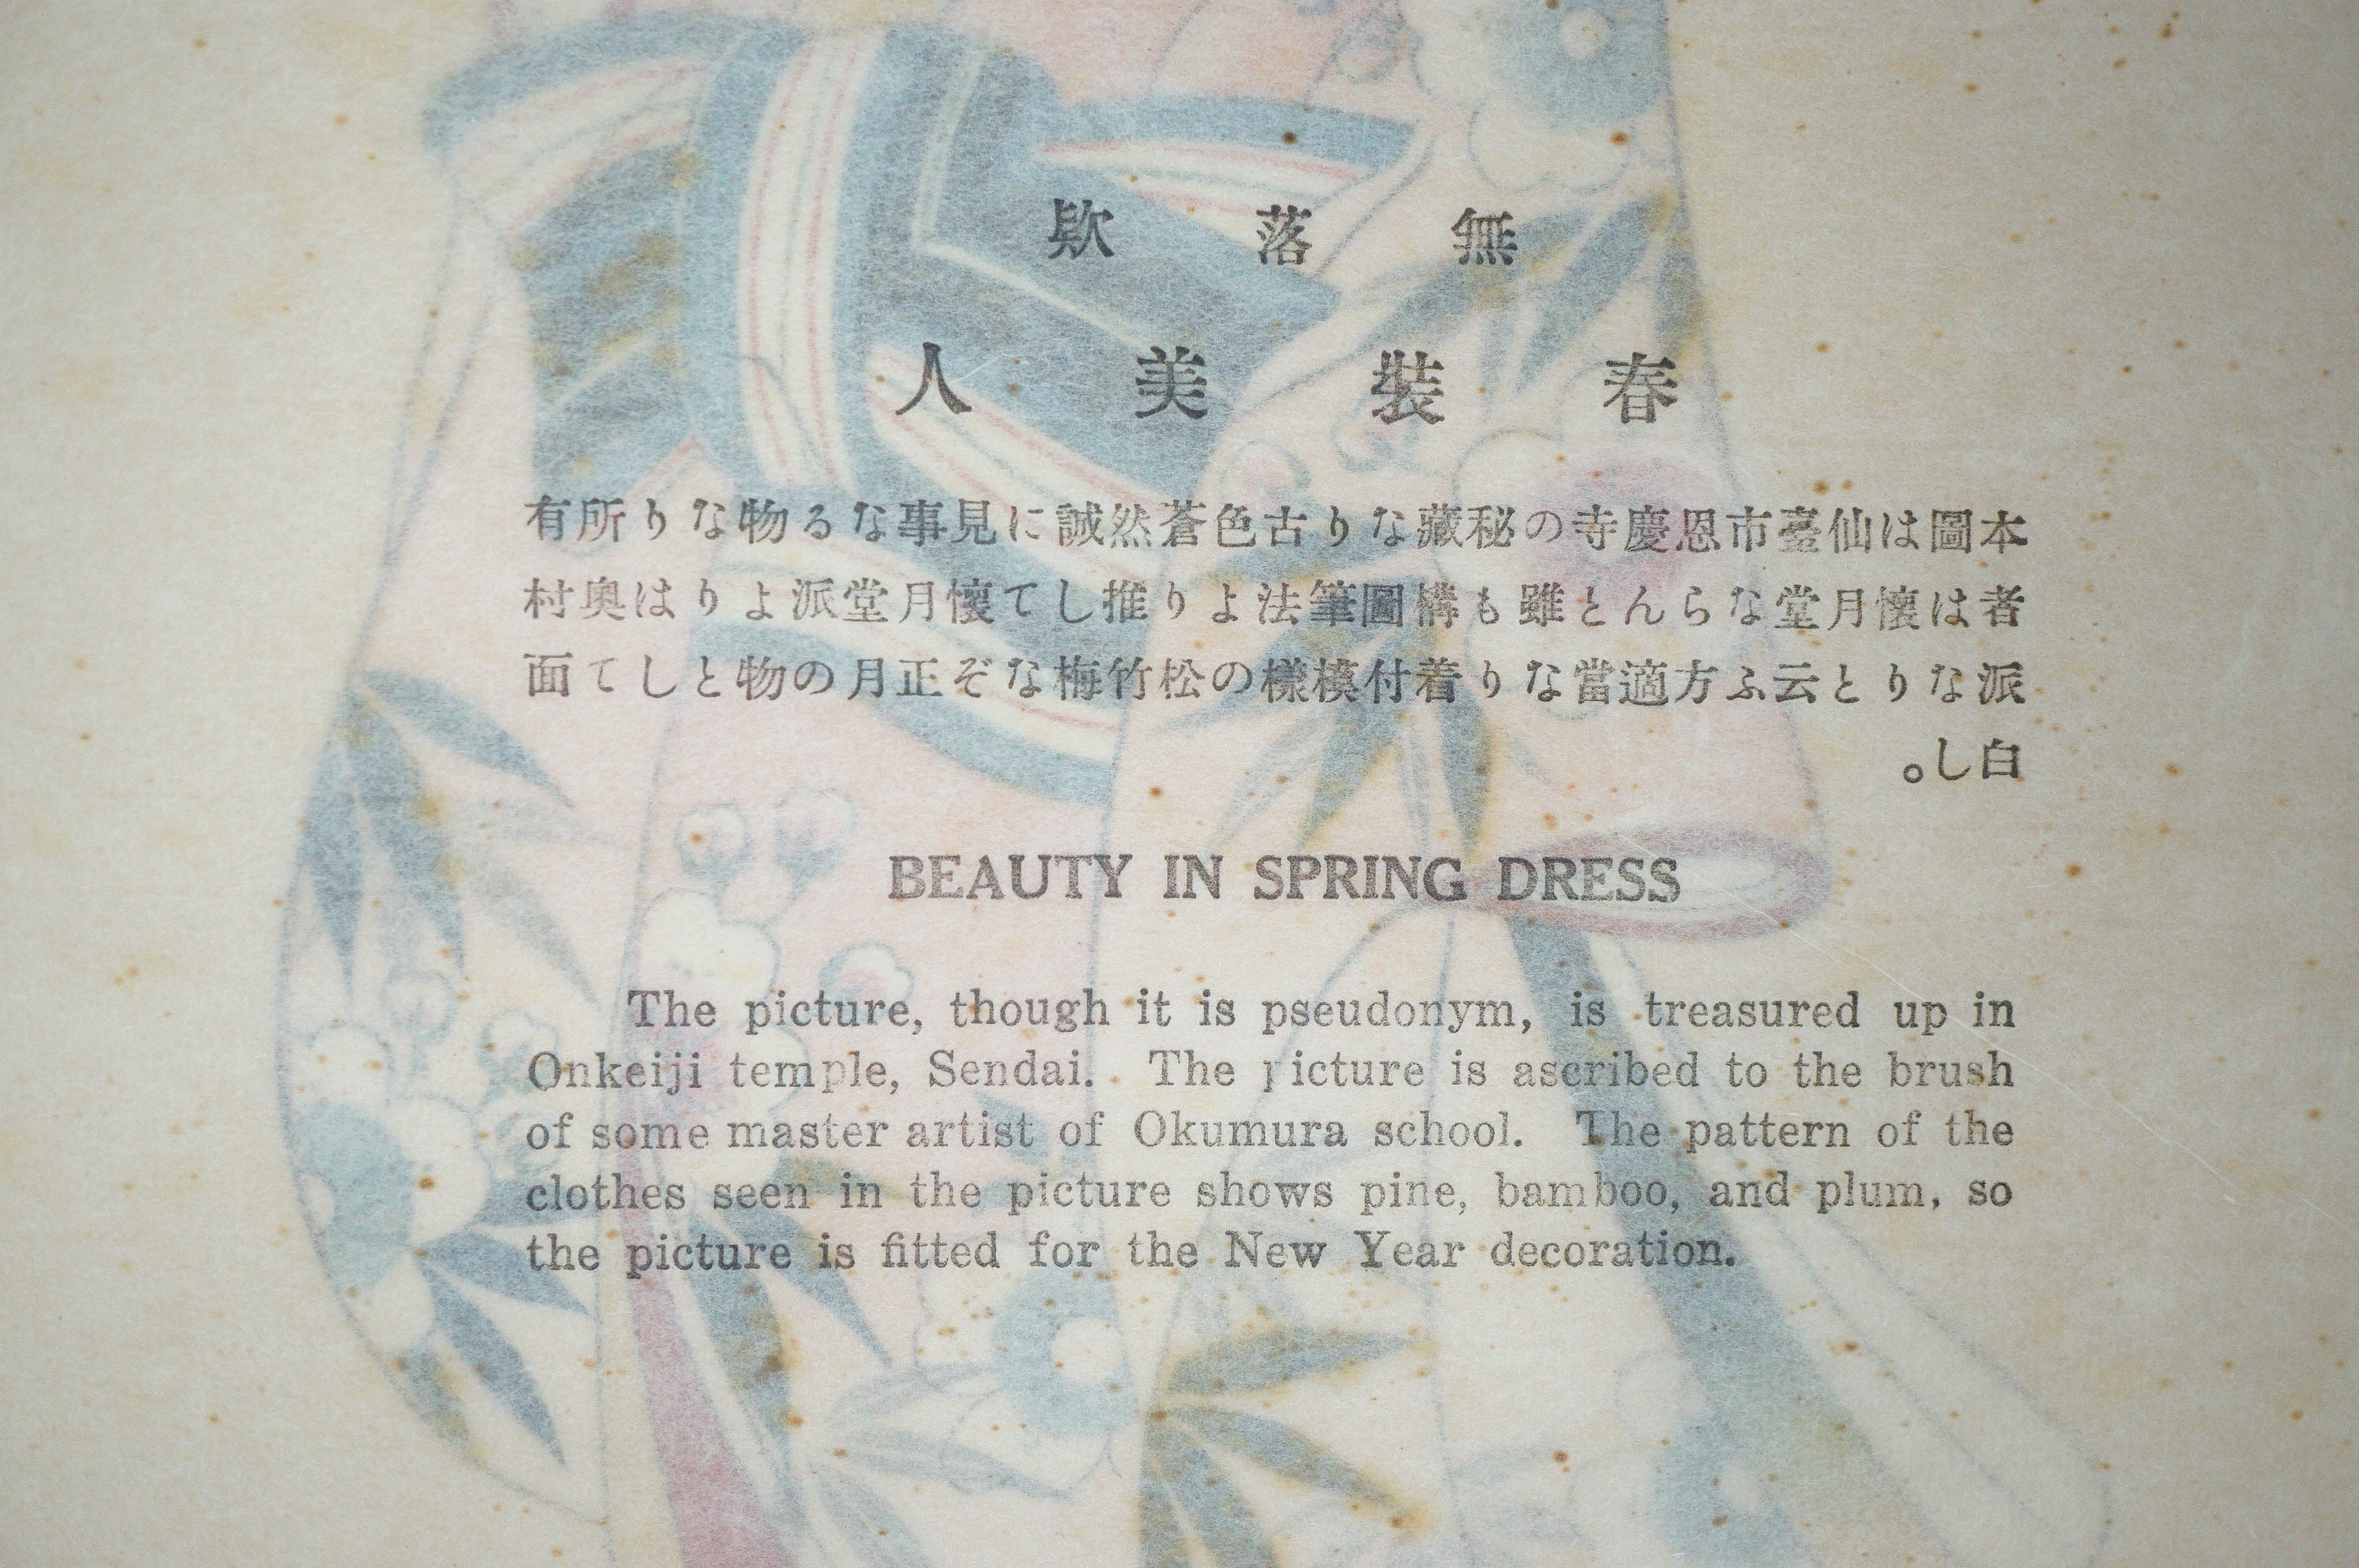 無落欵
春裝美人
本圖は仙臺市恩慶寺の秘藏なり古色蒼然誠に見事なる物なり所有
者は懷月堂ならんと雖も構圖筆法より推して懷月堂派よりは奥村
派なりと云ふ方適當なり着付模樣の松竹梅なぞ正月の物として面
白し。
BEAUTY IN SPRING DRESS
The picture, though it is pseudonym, is treasured up in
Onkeiji temple, Sendai. The picture is ascribed to the brush
of some master artist of Okumura school. The pattern of the
clothes seen in the picture shows pine, bamboo, and plum, so
the picture is fitted for the New Year decoration.